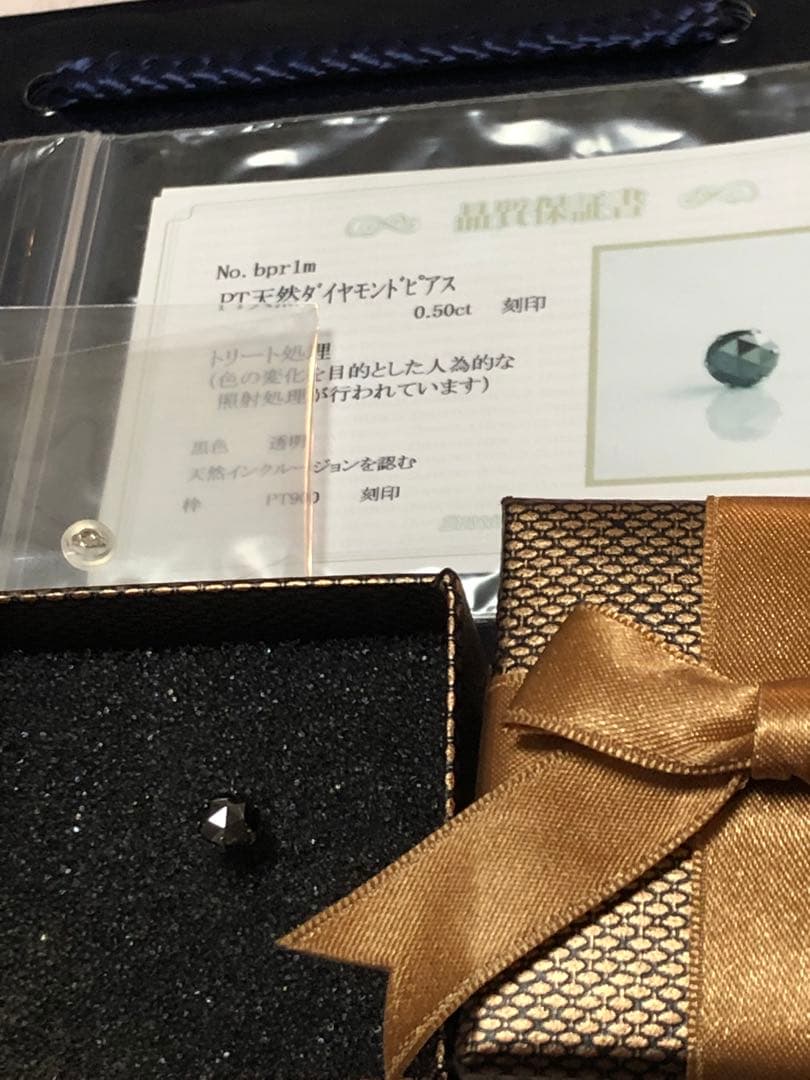 品質保証書
No. bpr1m
PT天然ダイヤモンドピアス
0.50ct 刻印
トリート処理
(色の変化を目的とした人為的な
照射処理が行われています)
黒色 透明
天然インクルージョンを認む
枠 PT900 刻印